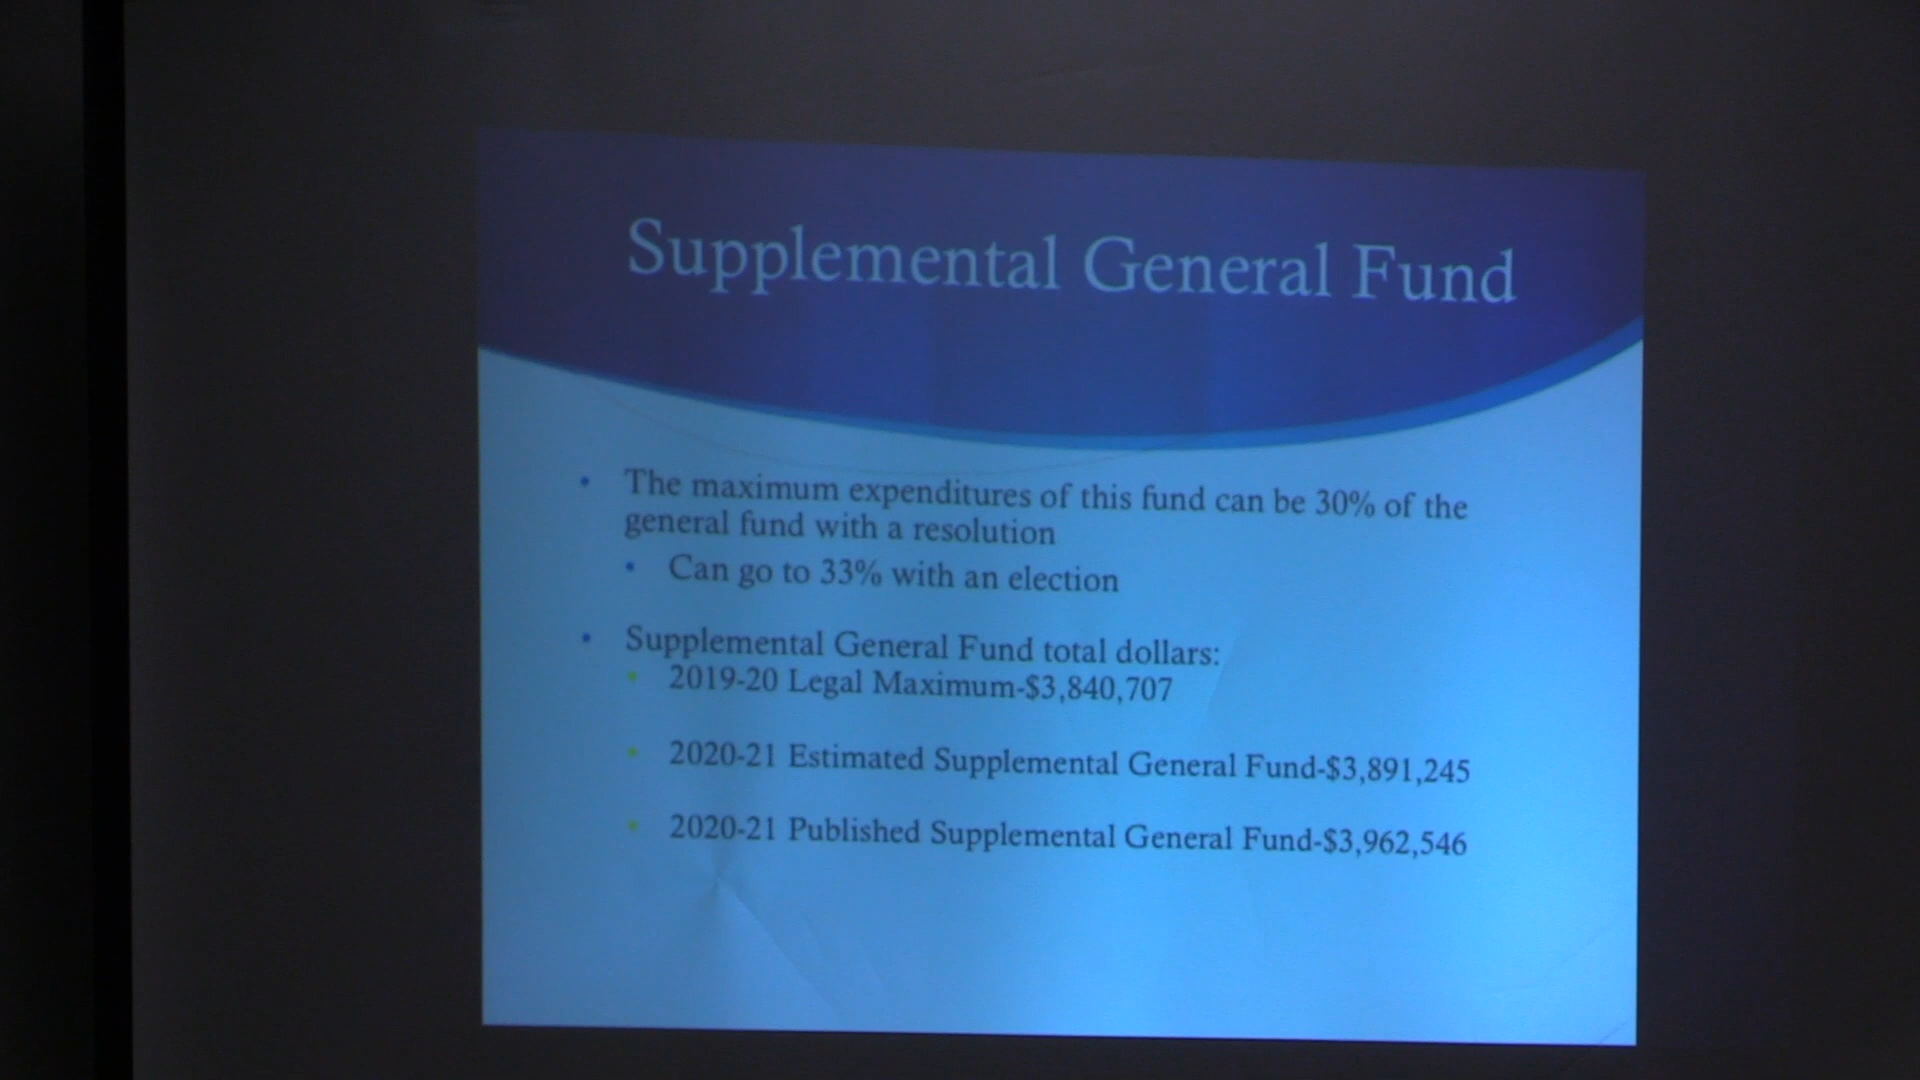 Supplemental General Fund
• The maximum expenditures of this fund can be 30% of the
general fund with a resolution
• Can go to 33% with an election
• Supplemental General Fund total dollars:
• 2019-20 Legal Maximum-$3,840,707
• 2020-21 Estimated Supplemental General Fund-$3,891,245
• 2020-21 Published Supplemental General Fund-$3,962,546